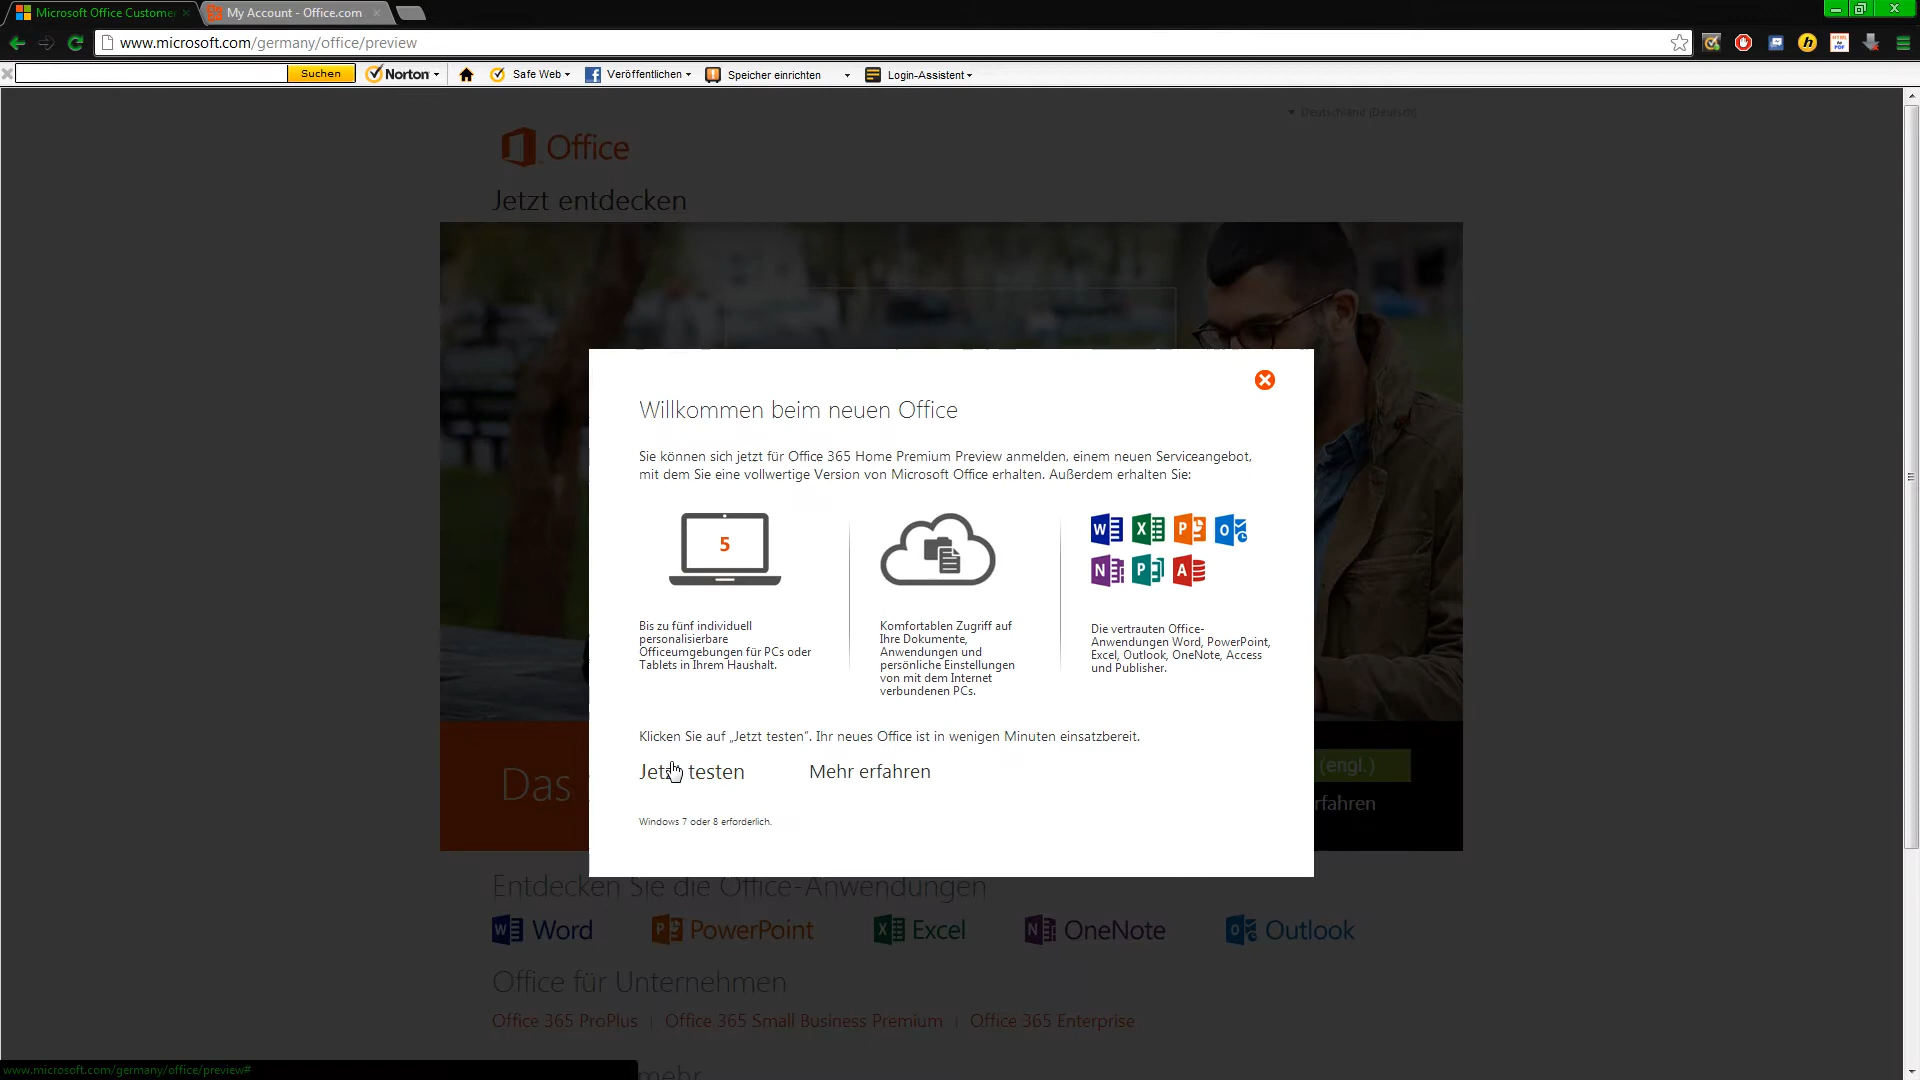 Microsoft Office Customer
My Account - Office.com
www.microsoft.com/germany/office/preview
Suchen
Norton
Safe Web
Veröffentlichen
Speicher einrichten
Login-Assistent
Deutschland (Deutsch)
Office
Jetzt entdecken
Willkommen beim neuen Office
Sie können sich jetzt für Office 365 Home Premium Preview anmelden, einem neuen Serviceangebot,
mit dem Sie eine vollwertige Version von Microsoft Office erhalten. Außerdem erhalten Sie:
5
Bis zu fünf individuell
personalisierbare
Officeumgebungen für PCs oder
Tablets in Ihrem Haushalt.
Komfortablen Zugriff auf
Ihre Dokumente,
Anwendungen und
persönliche Einstellungen
von mit dem Internet
verbundenen PCs.
Die vertrauten Office-
Anwendungen Word, PowerPoint,
Excel, Outlook, OneNote, Access
und Publisher.
Klicken Sie auf „Jetzt testen“. Ihr neues Office ist in wenigen Minuten einsatzbereit.
Jetzt testen
Mehr erfahren
Windows 7 oder 8 erforderlich.
Das
(engl.)
rfahren
Entdecken Sie die Office-Anwendungen
Word
PowerPoint
Excel
OneNote
Outlook
Office für Unternehmen
Office 365 ProPlus | Office 365 Small Business Premium | Office 365 Enterprise
mehr
www.microsoft.com/germany/office/preview#